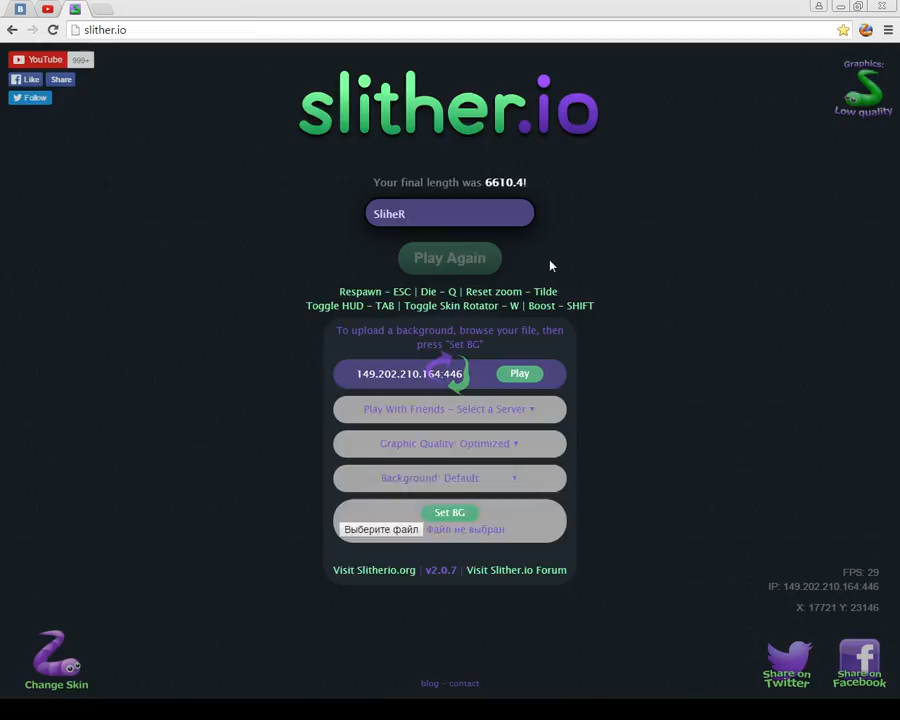 slither.io
YouTube 999+
Like Share
Follow
Graphics:
Low quality
slither.io
Your final length was 6610.4!
SliheR
Play Again
Respawn - ESC | Die - Q | Reset zoom - Tilde
Toggle HUD - TAB | Toggle Skin Rotator - W | Boost - SHIFT
To upload a background, browse your file, then
press "Set BG"
149.202.210.164:446 Play
Play With Friends - Select a Server
Graphic Quality: Optimized
Background: Default
Set BG
Выберите файл Файл не выбран
Visit Slitherio.org | v2.0.7 | Visit Slither.io Forum
FPS: 29
IP: 149.202.210.164:446
X: 17721 Y: 23146
Change Skin
blog - contact
Share on
Twitter
Share on
Facebook